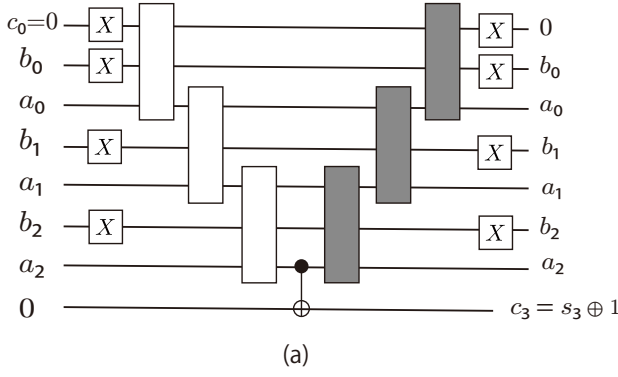 c₀=0 X X 0
b₀ X X b₀
a₀ a₀
b₁ X X b₁
a₁ a₁
b₂ X X b₂
a₂ a₂
0 c₃ = s₃ ⊕ 1
(a)